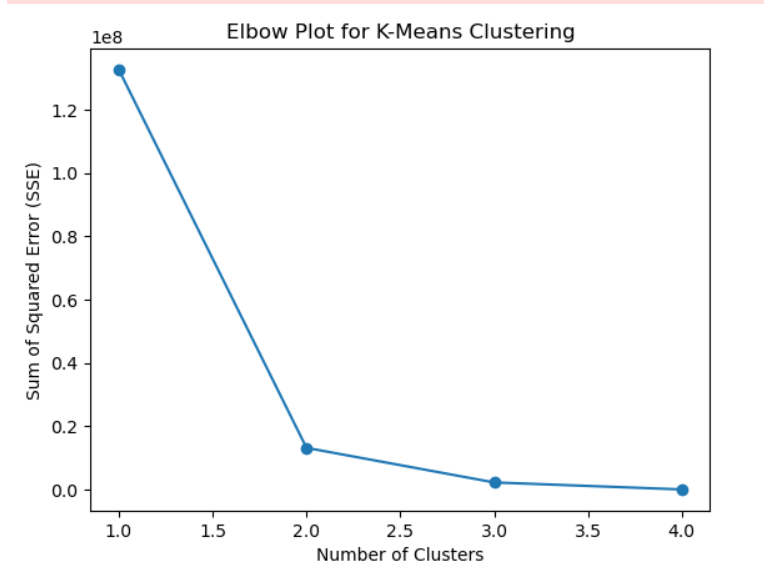 Elbow Plot for K-Means Clustering
1e8
1.2
1.0
0.8
0.6
0.4
0.2
0.0
Sum of Squared Error (SSE)
1.0 1.5 2.0 2.5 3.0 3.5 4.0
Number of Clusters